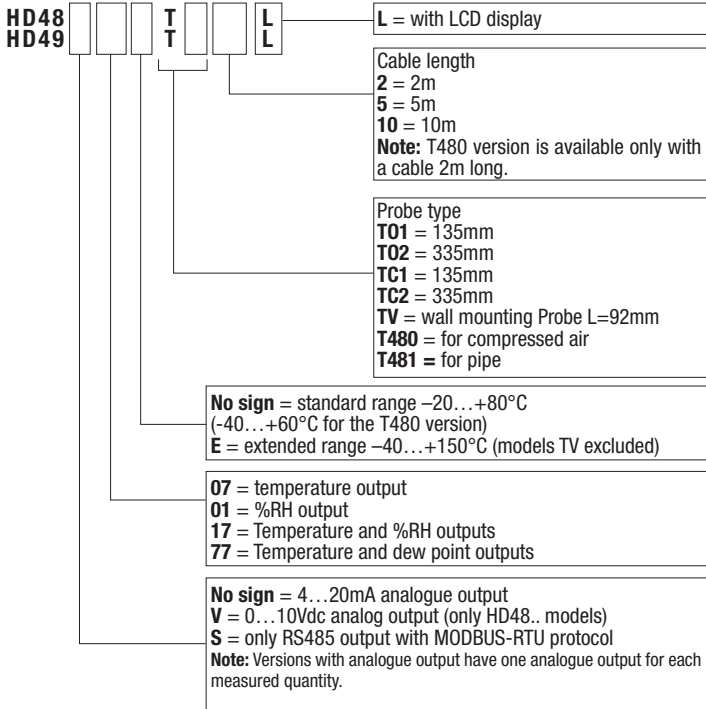 HD48 T L
HD49 T L
L = with LCD display
Cable length
2 = 2m
5 = 5m
10 = 10m
Note: T480 version is available only with
a cable 2m long.
Probe type
TO1 = 135mm
TO2 = 335mm
TC1 = 135mm
TC2 = 335mm
TV = wall mounting Probe L=92mm
T480 = for compressed air
T481 = for pipe
No sign = standard range –20…+80°C
(-40…+60°C for the T480 version)
E = extended range –40…+150°C (models TV excluded)
07 = temperature output
01 = %RH output
17 = Temperature and %RH outputs
77 = Temperature and dew point outputs
No sign = 4…20mA analogue output
V = 0…10Vdc analog output (only HD48.. models)
S = only RS485 output with MODBUS-RTU protocol
Note: Versions with analogue output have one analogue output for each
measured quantity.